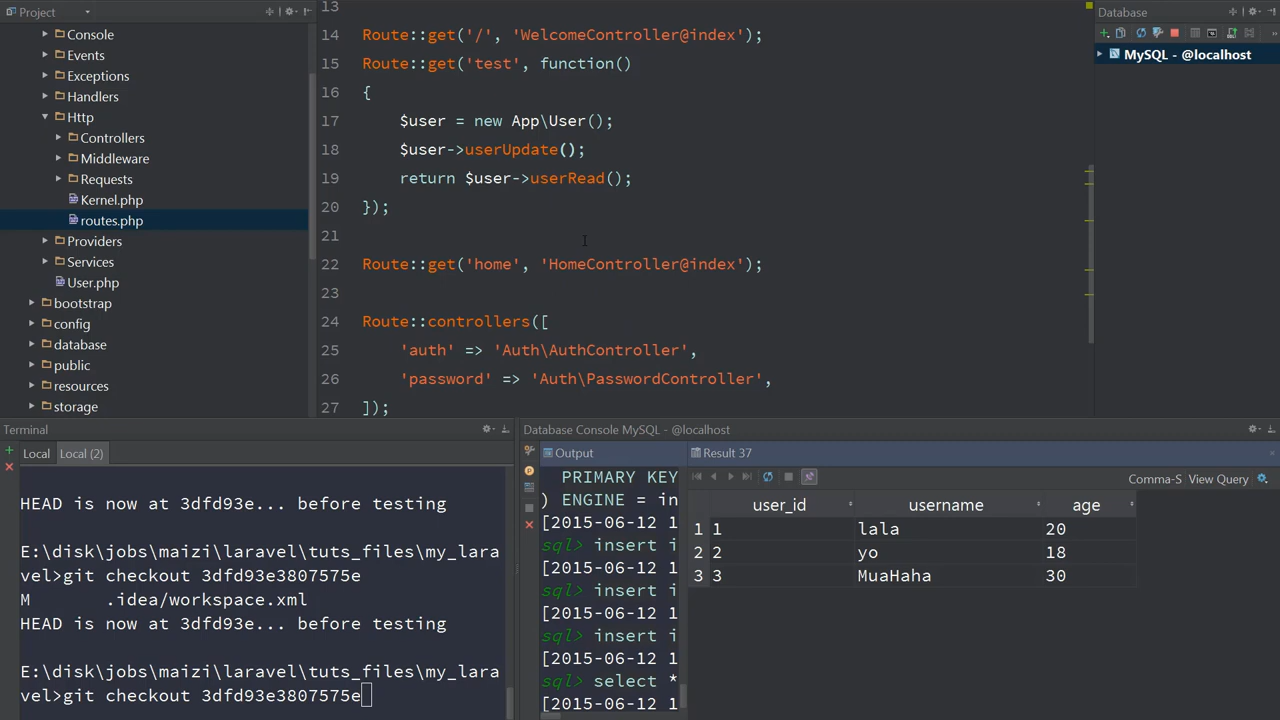 Project
Console
Events
Exceptions
Handlers
Http
Controllers
Middleware
Requests
Kernel.php
routes.php
Providers
Services
User.php
bootstrap
config
database
public
resources
storage
13
14 Route::get('/', 'WelcomeController@index');
15 Route::get('test', function()
16 {
17 $user = new App\User();
18 $user->userUpdate();
19 return $user->userRead();
20 });
21
22 Route::get('home', 'HomeController@index');
23
24 Route::controllers([
25 'auth' => 'Auth\AuthController',
26 'password' => 'Auth\PasswordController',
27 ]);
Database
MySQL - @localhost
Terminal
Local Local (2)
HEAD is now at 3dfd93e... before testing
E:\disk\jobs\maizi\laravel\tuts_files\my_lara
vel>git checkout 3dfd93e3807575e
M .idea/workspace.xml
HEAD is now at 3dfd93e... before testing
E:\disk\jobs\maizi\laravel\tuts_files\my_lara
vel>git checkout 3dfd93e3807575e
Database Console MySQL - @localhost
Output
PRIMARY KEY
) ENGINE = in
[2015-06-12 1
sql> insert i
[2015-06-12 1
sql> insert i
[2015-06-12 1
sql> insert i
[2015-06-12 1
sql> select *
[2015-06-12 1
Result 37
Comma-S View Query
user_id username age
1 1 lala 20
2 2 yo 18
3 3 MuaHaha 30